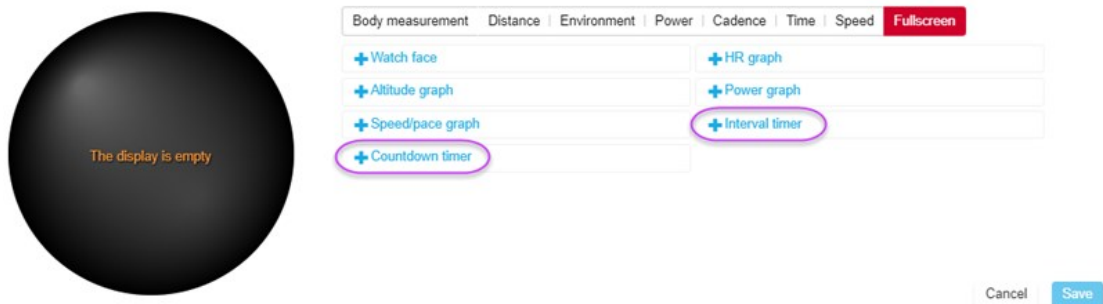 Body measurement Distance Environment Power Cadence Time Speed Fullscreen
Watch face HR graph
Altitude graph Power graph
Speed/pace graph Interval timer
The display is empty
Countdown timer
Cancel Save